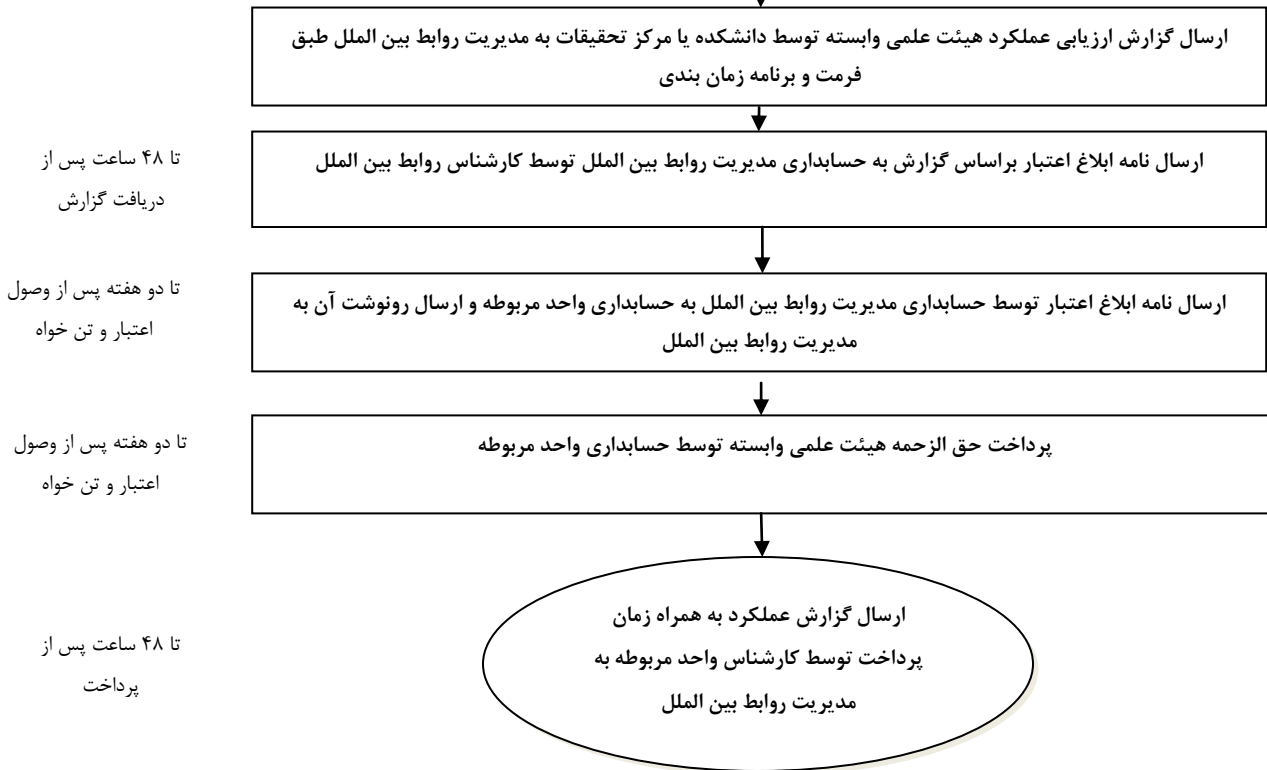 ارسال گزارش ارزیابی عملکرد هیئت علمی وابسته توسط دانشکده یا مرکز تحقیقات به مدیریت روابط بین الملل طبق
فرمت و برنامه زمان بندی
ارسال نامه ابلاغ اعتبار براساس گزارش به حسابداری مدیریت روابط بین الملل توسط کارشناس روابط بین الملل
تا ۴۸ ساعت پس از
دریافت گزارش
ارسال نامه ابلاغ اعتبار توسط حسابداری مدیریت روابط بین الملل به حسابداری واحد مربوطه و ارسال رونوشت آن به
مدیریت روابط بین الملل
تا دو هفته پس از وصول
اعتبار و تن خواه
پرداخت حق الزحمه هیئت علمی وابسته توسط حسابداری واحد مربوطه
تا دو هفته پس از وصول
اعتبار و تن خواه
ارسال گزارش عملکرد به همراه زمان
پرداخت توسط کارشناس واحد مربوطه به
مدیریت روابط بین الملل
تا ۴۸ ساعت پس از
پرداخت